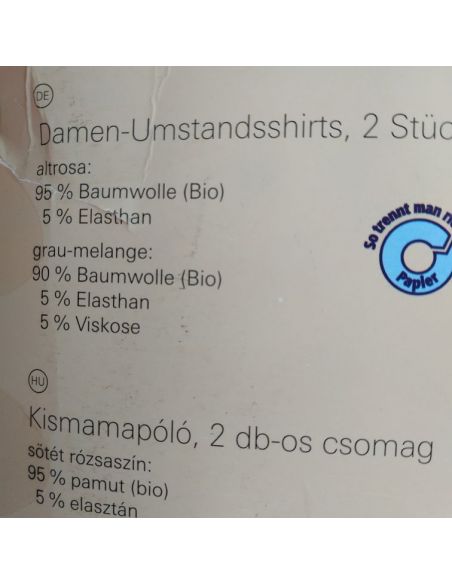 DE
Damen-Umstandsshirts, 2 Stüc
altrosa:
95 % Baumwolle (Bio)
5 % Elasthan
grau-melange:
90 % Baumwolle (Bio)
5 % Elasthan
5 % Viskose
So trennt man ri
Papier
HU
Kismamapóló, 2 db-os csomag
sötét rózsaszín:
95 % pamut (bio)
5 % elasztán